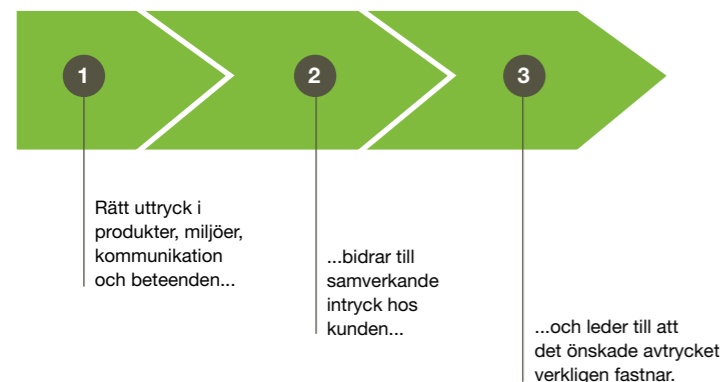 1
2
3
Rätt uttryck i
produkter, miljöer,
kommunikation
och beteenden...
...bidrar till
samverkande
intryck hos
kunden...
...och leder till att
det önskade avtrycket
verkligen fastnar.